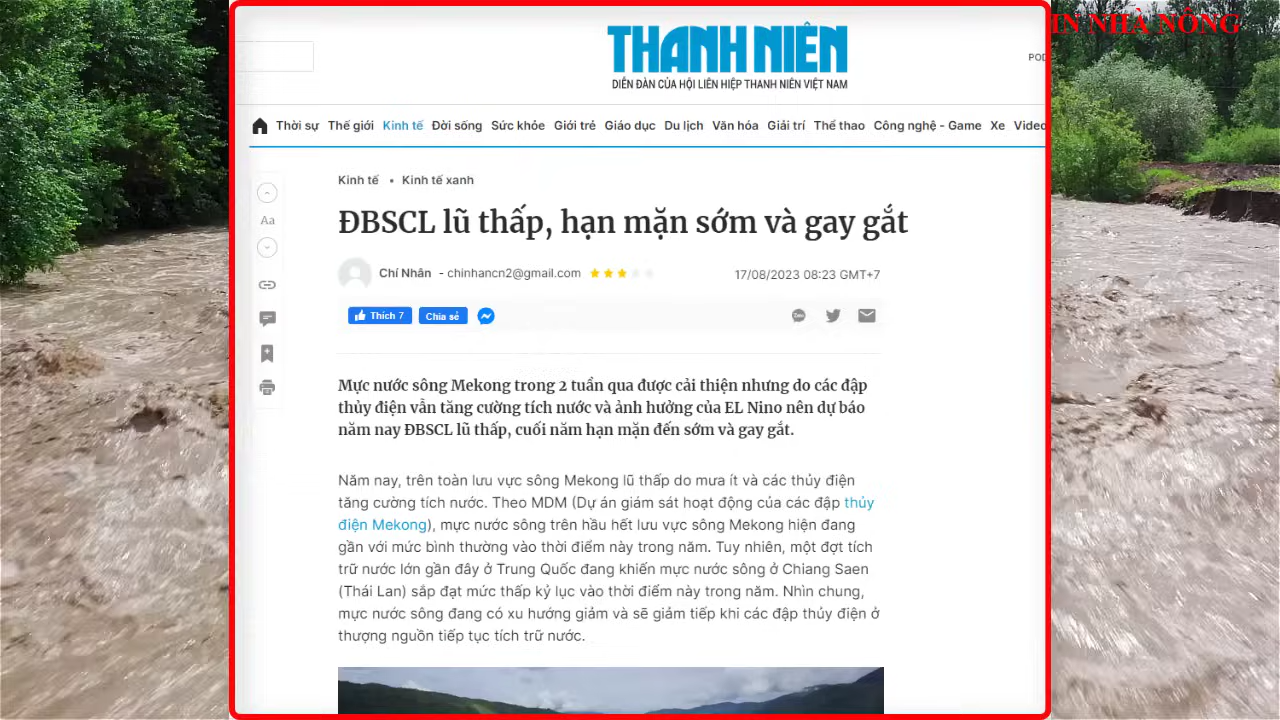 IN NHÀ NÔNG
THANH NIÊN
DIỄN ĐÀN CỦA HỘI LIÊN HIỆP THANH NIÊN VIỆT NAM
Thời sự Thế giới Kinh tế Đời sống Sức khỏe Giới trẻ Giáo dục Du lịch Văn hóa Giải trí Thể thao Công nghệ - Game Xe Video
Kinh tế • Kinh tế xanh
ĐBSCL lũ thấp, hạn mặn sớm và gay gắt
Chí Nhân - chinhancn2@gmail.com
17/08/2023 08:23 GMT+7
Aa
Thích 7 Chia sẻ
Zalo
Mực nước sông Mekong trong 2 tuần qua được cải thiện nhưng do các đập
thủy điện vẫn tăng cường tích nước và ảnh hưởng của EL Nino nên dự báo
năm nay ĐBSCL lũ thấp, cuối năm hạn mặn đến sớm và gay gắt.
Năm nay, trên toàn lưu vực sông Mekong lũ thấp do mưa ít và các thủy điện
tăng cường tích nước. Theo MDM (Dự án giám sát hoạt động của các đập thủy
điện Mekong), mực nước sông trên hầu hết lưu vực sông Mekong hiện đang
gần với mức bình thường vào thời điểm này trong năm. Tuy nhiên, một đợt tích
trữ nước lớn gần đây ở Trung Quốc đang khiến mực nước sông ở Chiang Saen
(Thái Lan) sắp đạt mức thấp kỷ lục vào thời điểm này trong năm. Nhìn chung,
mực nước sông đang có xu hướng giảm và sẽ giảm tiếp khi các đập thủy điện ở
thượng nguồn tiếp tục tích trữ nước.